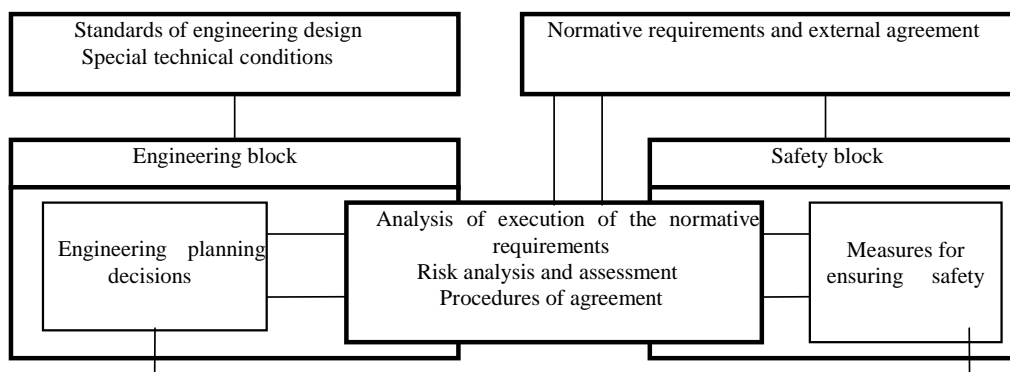 Standards of engineering design
Special technical conditions
Normative requirements and external agreement
Engineering block
Safety block
Engineering planning
decisions
Analysis of execution of the normative
requirements
Risk analysis and assessment
Procedures of agreement
Measures for
ensuring safety